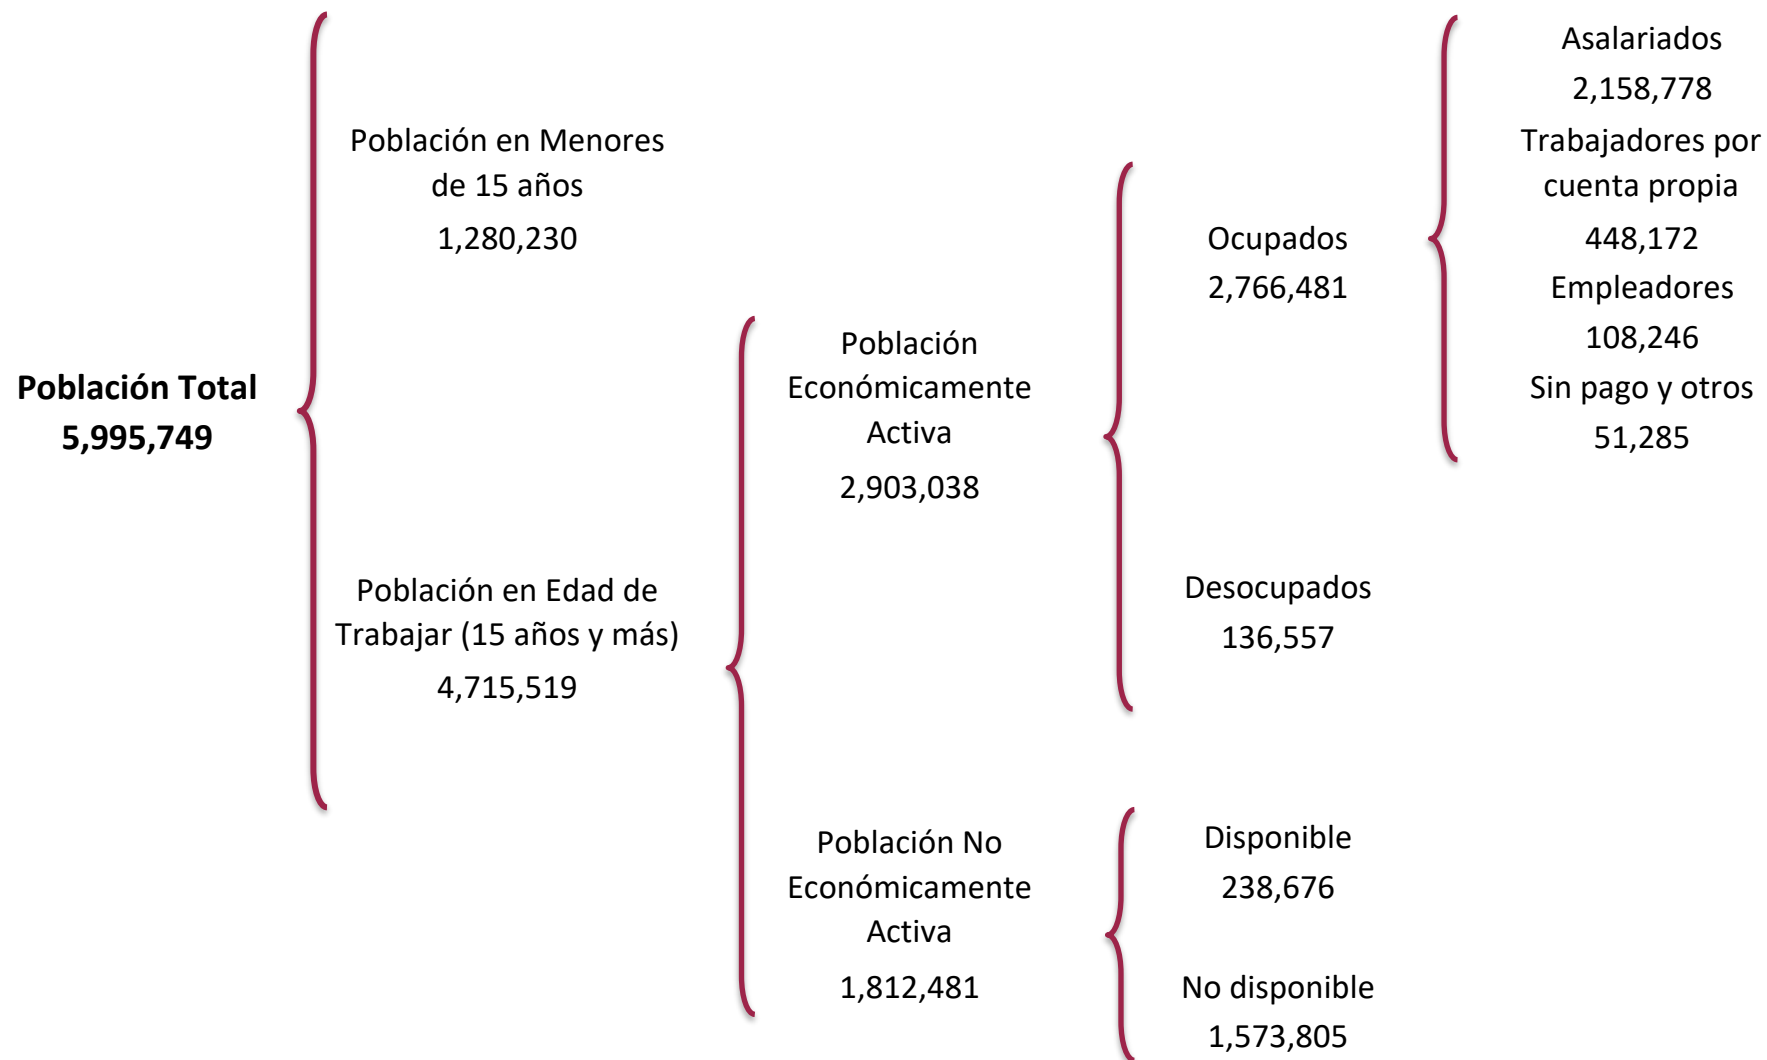 Población Total
5,995,749
Población en Menores
de 15 años
1,280,230
Población en Edad de
Trabajar (15 años y más)
4,715,519
Población
Económicamente
Activa
2,903,038
Población No
Económicamente
Activa
1,812,481
Ocupados
2,766,481
Desocupados
136,557
Disponible
238,676
No disponible
1,573,805
Asalariados
2,158,778
Trabajadores por
cuenta propia
448,172
Empleadores
108,246
Sin pago y otros
51,285